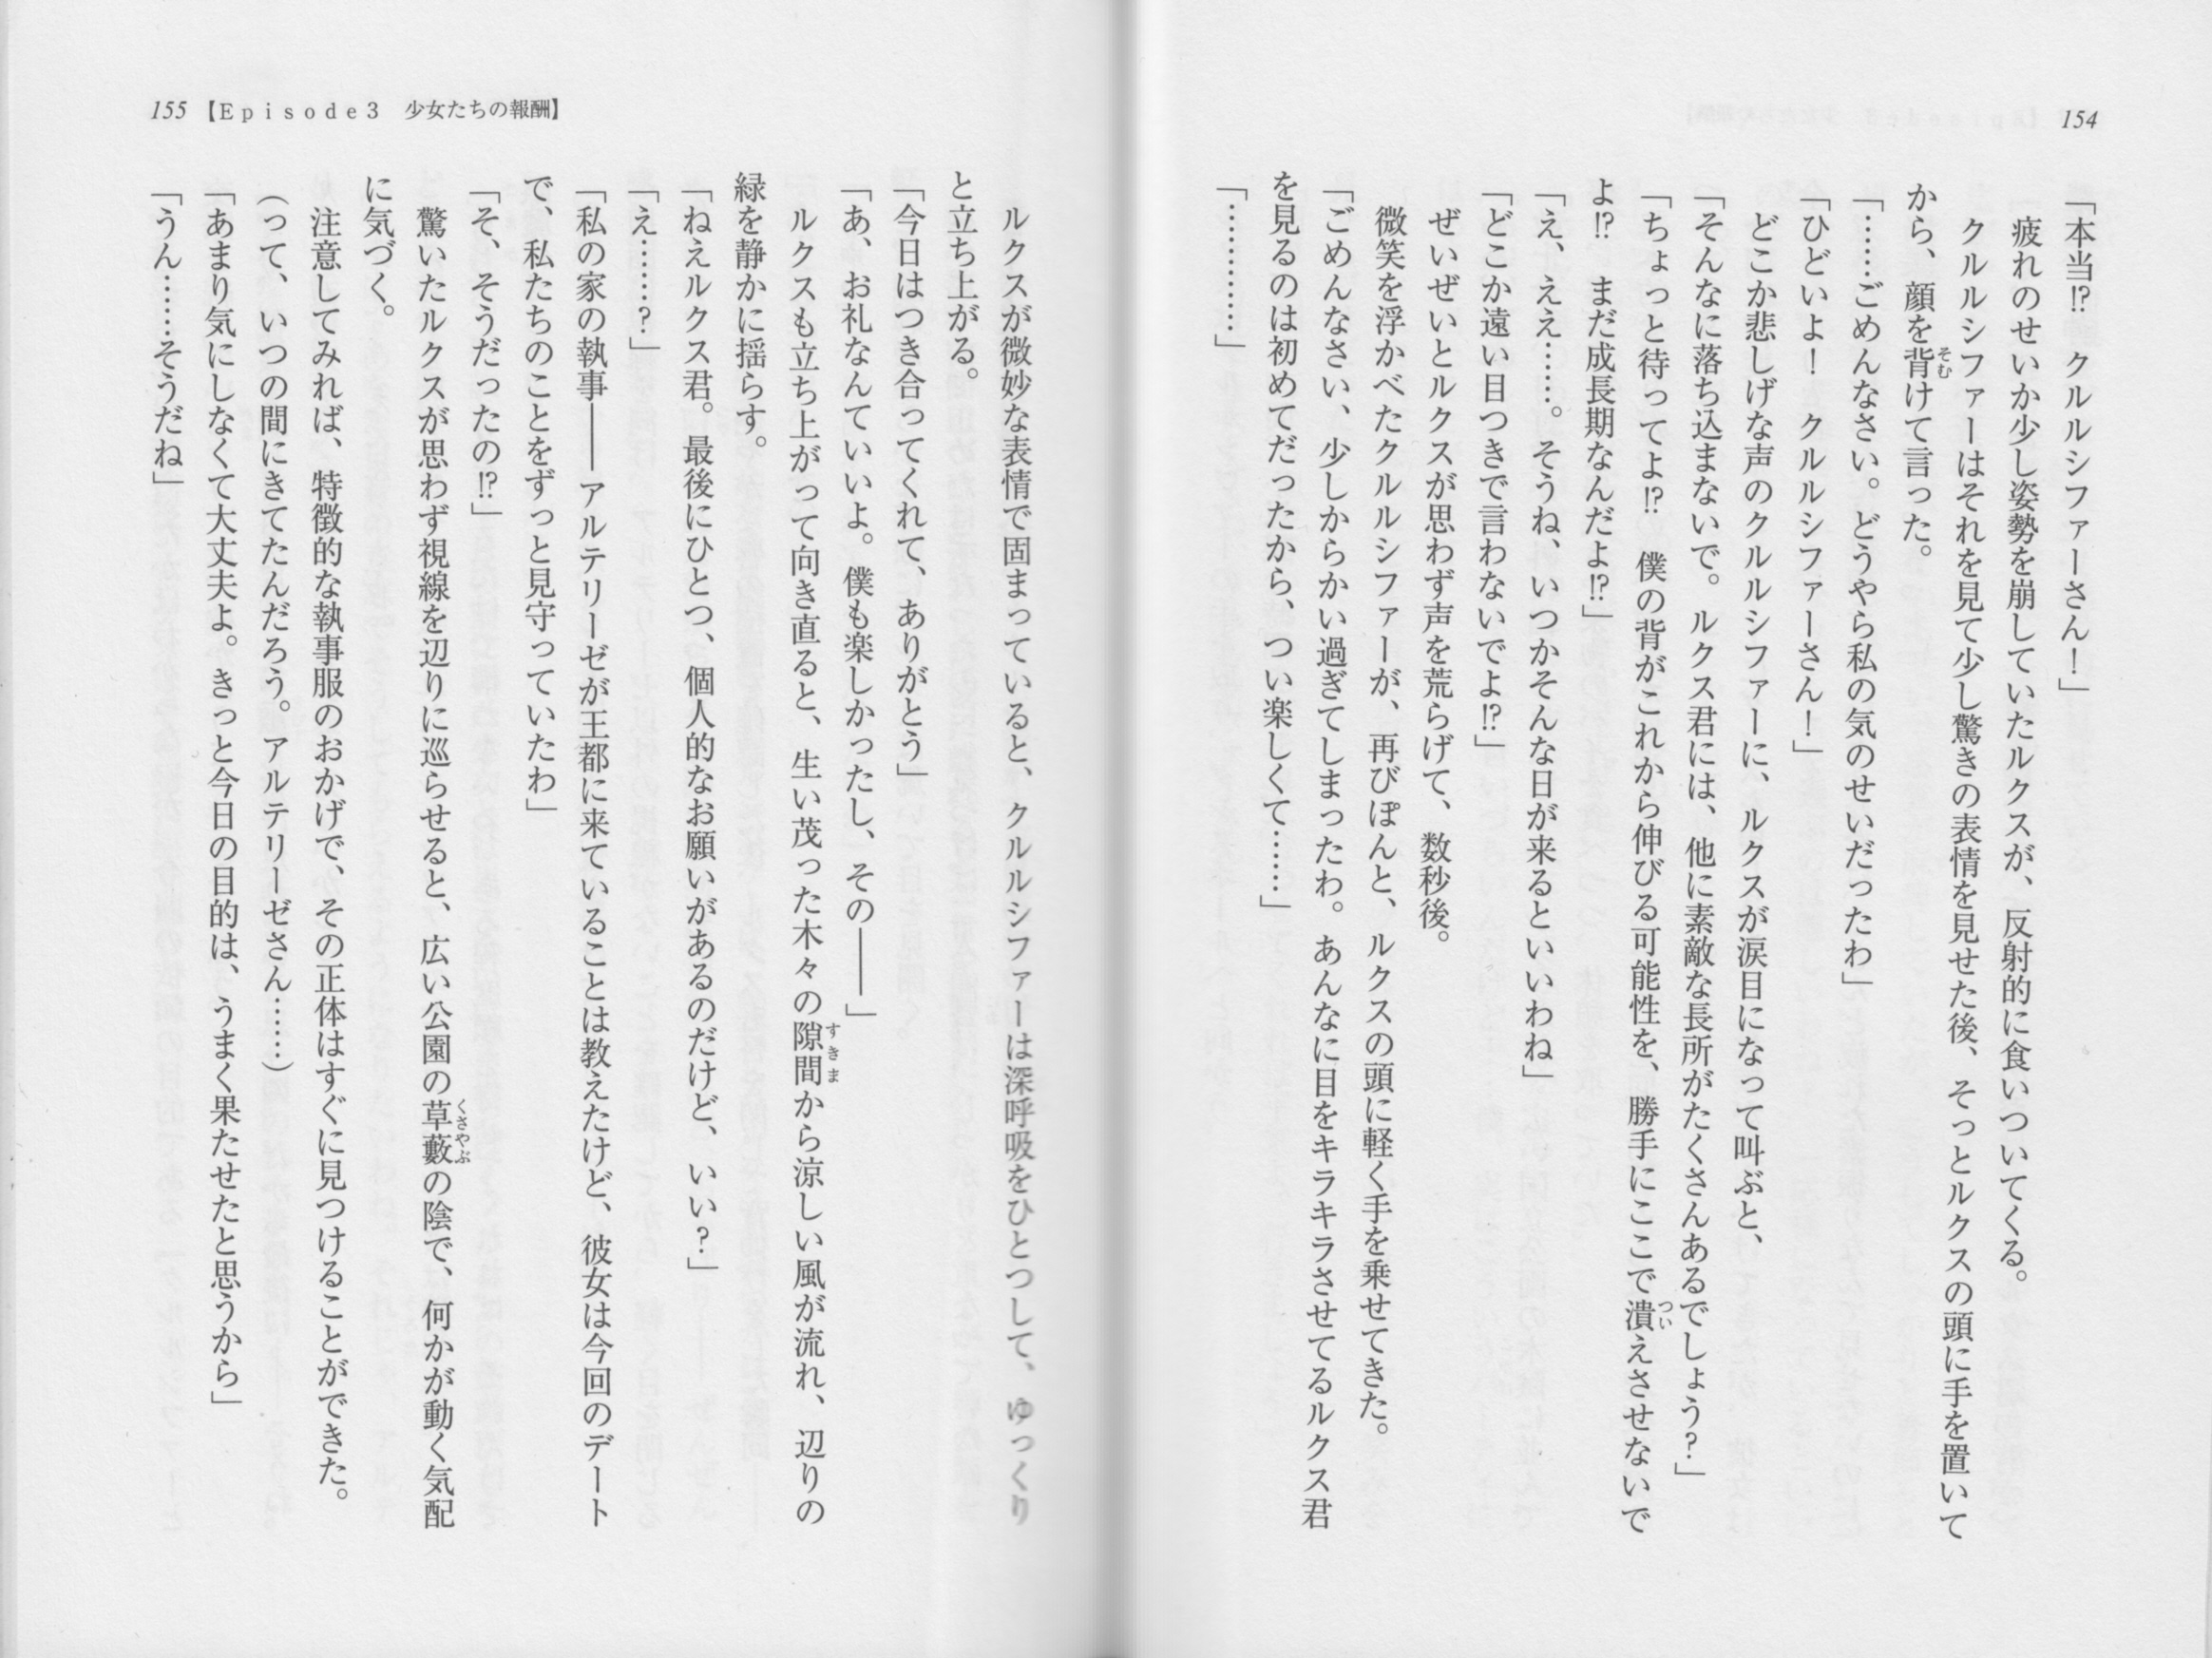 154
「本当⁉　クルルシファーさん！」
　疲れのせいか少し姿勢を崩していたルクスが、反射的に食いついてくる。
　クルルシファーはそれを見て少し驚きの表情を見せた後、そっとルクスの頭に手を置いて
から、顔を背けて言った。
そむ
「……ごめんなさい。どうやら私の気のせいだったわ」
「ひどいよ！　クルルシファーさん！」
　どこか悲しげな声のクルルシファーに、ルクスが涙目になって叫ぶと、
「そんなに落ち込まないで。ルクス君には、他に素敵な長所がたくさんあるでしょう？」
「ちょっと待ってよ⁉　僕の背がこれから伸びる可能性を、勝手にここで潰えさせないで
つい
よ⁉　まだ成長期なんだよ⁉」
「え、ええ……。そうね、いつかそんな日が来るといいわね」
「どこか遠い目つきで言わないでよ⁉」
　ぜいぜいとルクスが思わず声を荒らげて、数秒後。
　微笑を浮かべたクルルシファーが、再びぽんと、ルクスの頭に軽く手を乗せてきた。
「ごめんなさい、少しからかい過ぎてしまったわ。あんなに目をキラキラさせてるルクス君
を見るのは初めてだったから、つい楽しくて……」
「…………」
155【Episode3　少女たちの報酬】
　ルクスが微妙な表情で固まっていると、クルルシファーは深呼吸をひとつして、ゆっくり
と立ち上がる。
「今日はつき合ってくれて、ありがとう」
「あ、お礼なんていいよ。僕も楽しかったし、その――」
　ルクスも立ち上がって向き直ると、生い茂った木々の隙間から涼しい風が流れ、辺りの
すきま
緑を静かに揺らす。
「ねえルクス君。最後にひとつ、個人的なお願いがあるのだけど、いい？」
「え……？」
「私の家の執事――アルテリーゼが王都に来ていることは教えたけど、彼女は今回のデート
で、私たちのことをずっと見守っていたわ」
「そ、そうだったの⁉」
　驚いたルクスが思わず視線を辺りに巡らせると、広い公園の草藪の陰で、何かが動く気配
くさやぶ
に気づく。
　注意してみれば、特徴的な執事服のおかげで、その正体はすぐに見つけることができた。
（って、いつの間にきてたんだろう。アルテリーゼさん……）
「あまり気にしなくて大丈夫よ。きっと今日の目的は、うまく果たせたと思うから」
「うん……そうだね」